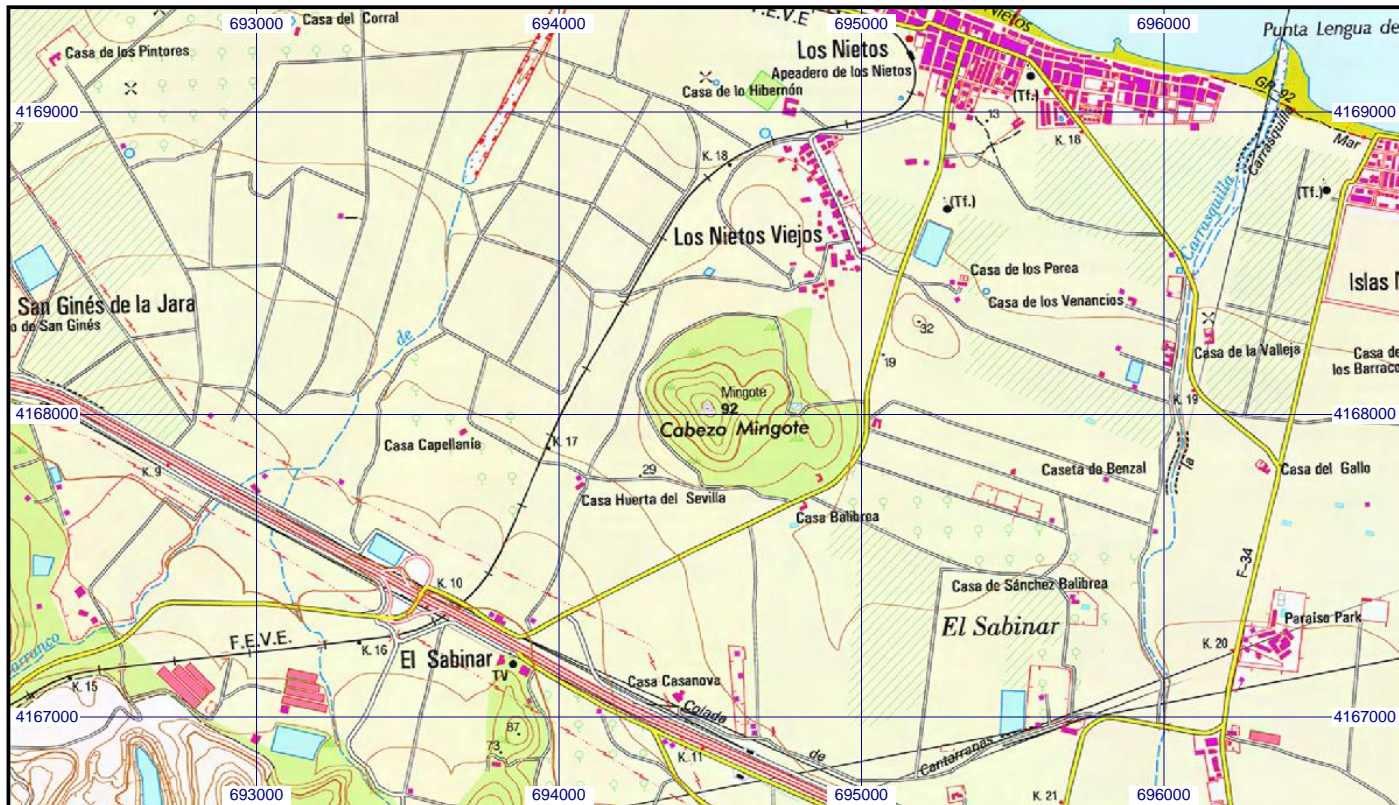 693000
694000
695000
696000
Casa del Corral
F.E.V.E
Nietos
Punta Lengua de
Casa de los Pintores
Los Nietos
Apeadero de los Nietos
Casa de lo Hibernón
(Tf.)
GR-92
4169000
4169000
13
K. 18
K. 18
Carrasquilla
Mar
(Tf.)
(Tf.)
Los Nietos Viejos
Carrasquilla
Casa de los Perea
San Ginés de la Jara
o de San Ginés
Casa de los Venancios
Islas
32
de
19
Casa de la Valleja
Casa de
los Barraco
Mingote
92
K. 19
4168000
4168000
Cabezo Mingote
Casa Capellanía
K. 17
K. 9
29
la
Caseta de Benzal
Casa del Gallo
Casa Huerta del Sevilla
Casa Balibrea
F-34
K. 10
Casa de Sánchez Balibrea
El Sabinar
Paraíso Park
arranco
F.E.V.E.
K. 16
K. 20
El Sabinar
TV
K. 15
Casa Casanova
Colada
4167000
4167000
87
73
de
Cantarranas
K. 11
K. 21
693000
694000
695000
696000